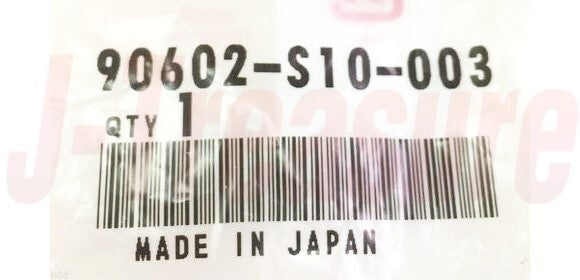 90602-S10-003
QTY 1
MADE IN JAPAN
J-Treasure